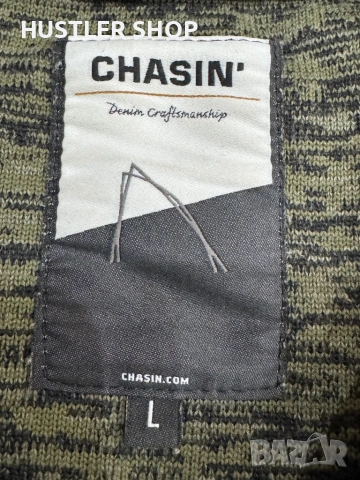 HUSTLER SHOP
CHASIN'
Denim Craftsmanship
CHASIN.COM
L
BAZAR